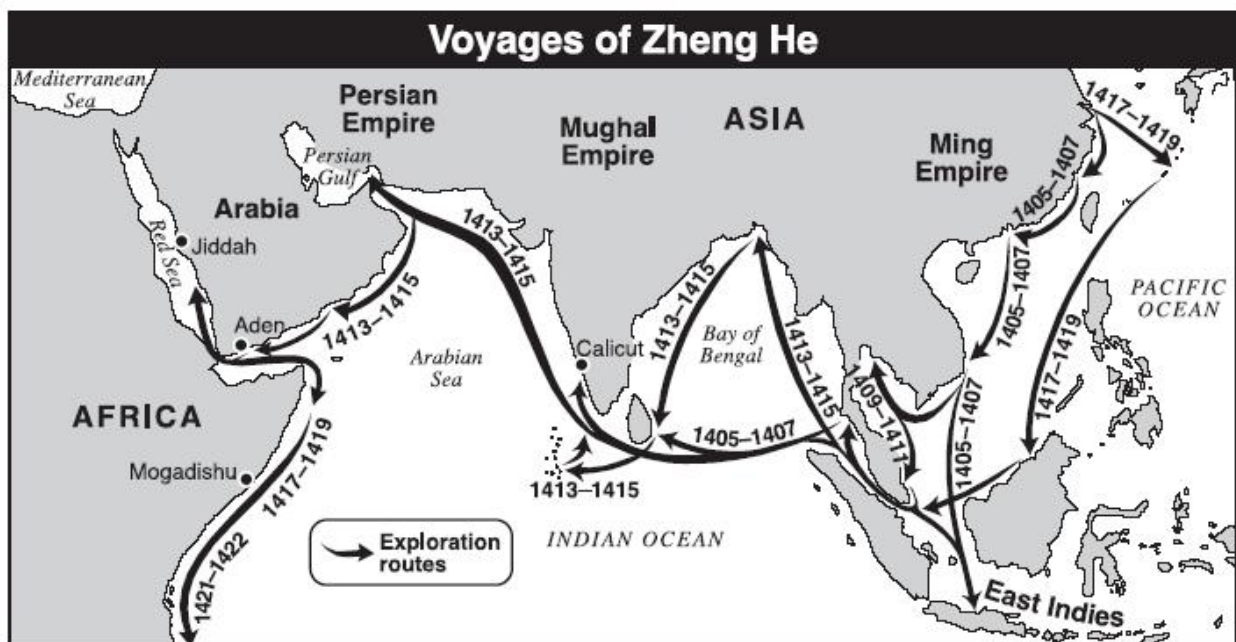 Voyages of Zheng He
Mediterranean
Sea
Persian
Empire
Persian
Gulf
Mughal
Empire
ASIA
Ming
Empire
1417–1419
1405–1407
Arabia
Red Sea
Jiddah
1413–1415
1413–1415
1413–1415
1405–1407
PACIFIC
OCEAN
Aden
Arabian
Sea
Calicut
Bay of
Bengal
1413–1415
1409–1411
1417–1419
AFRICA
1405–1407
1405–1407
Mogadishu
1417–1419
1413–1415
INDIAN OCEAN
Exploration
routes
1421–1422
East Indies